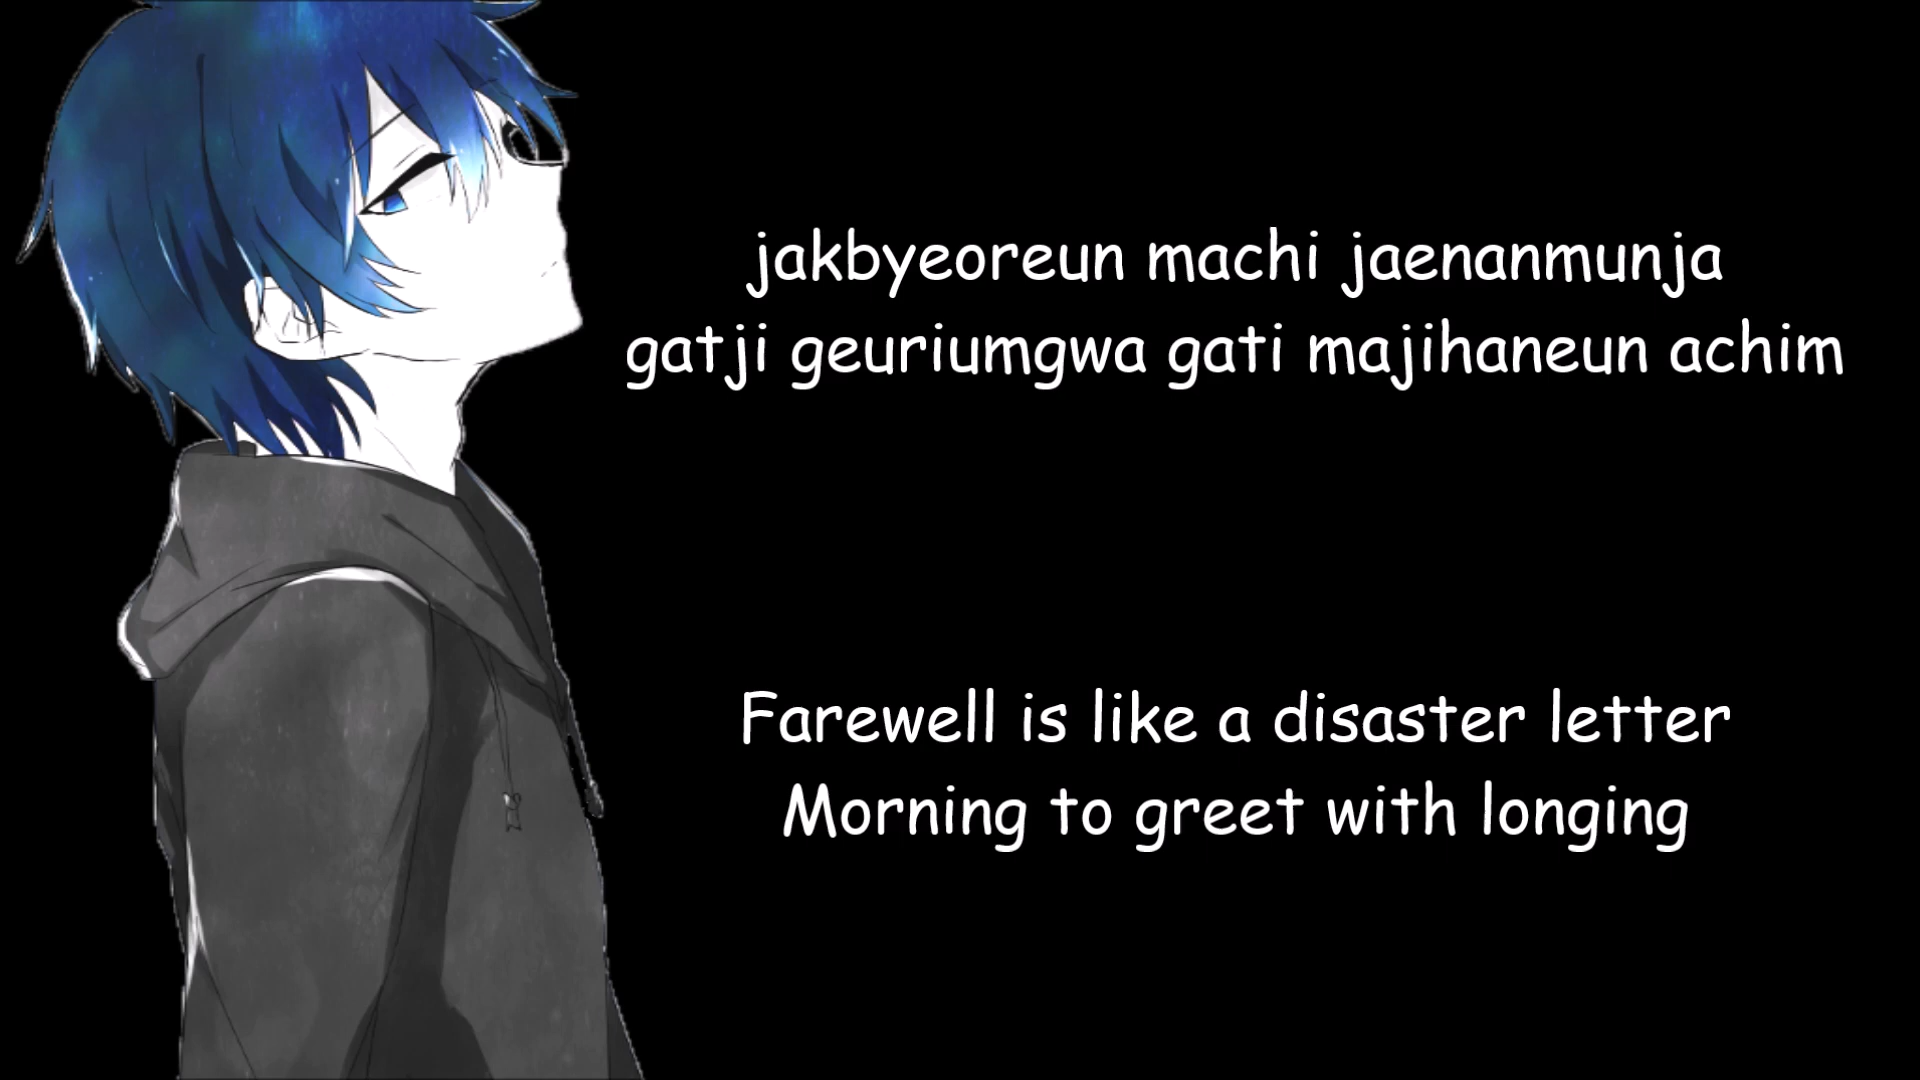 jakbyeoreun machi jaenanmunja
gatji geuriumgwa gati majihaneun achim
Farewell is like a disaster letter
Morning to greet with longing